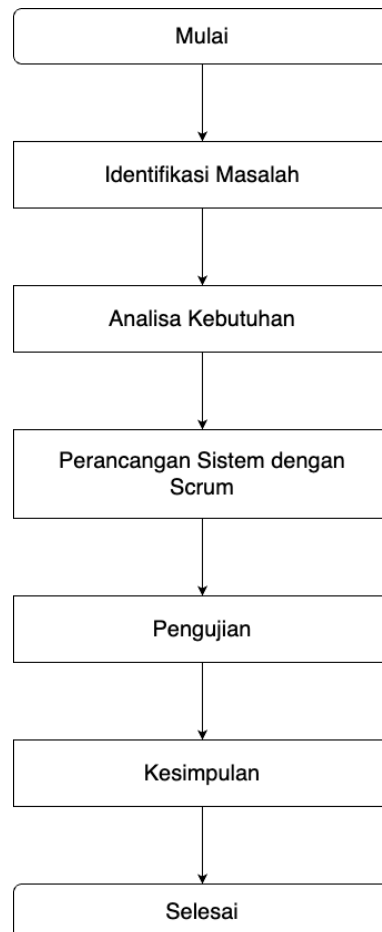 Mulai
Identifikasi Masalah
Analisa Kebutuhan
Perancangan Sistem dengan
Scrum
Pengujian
Kesimpulan
Selesai